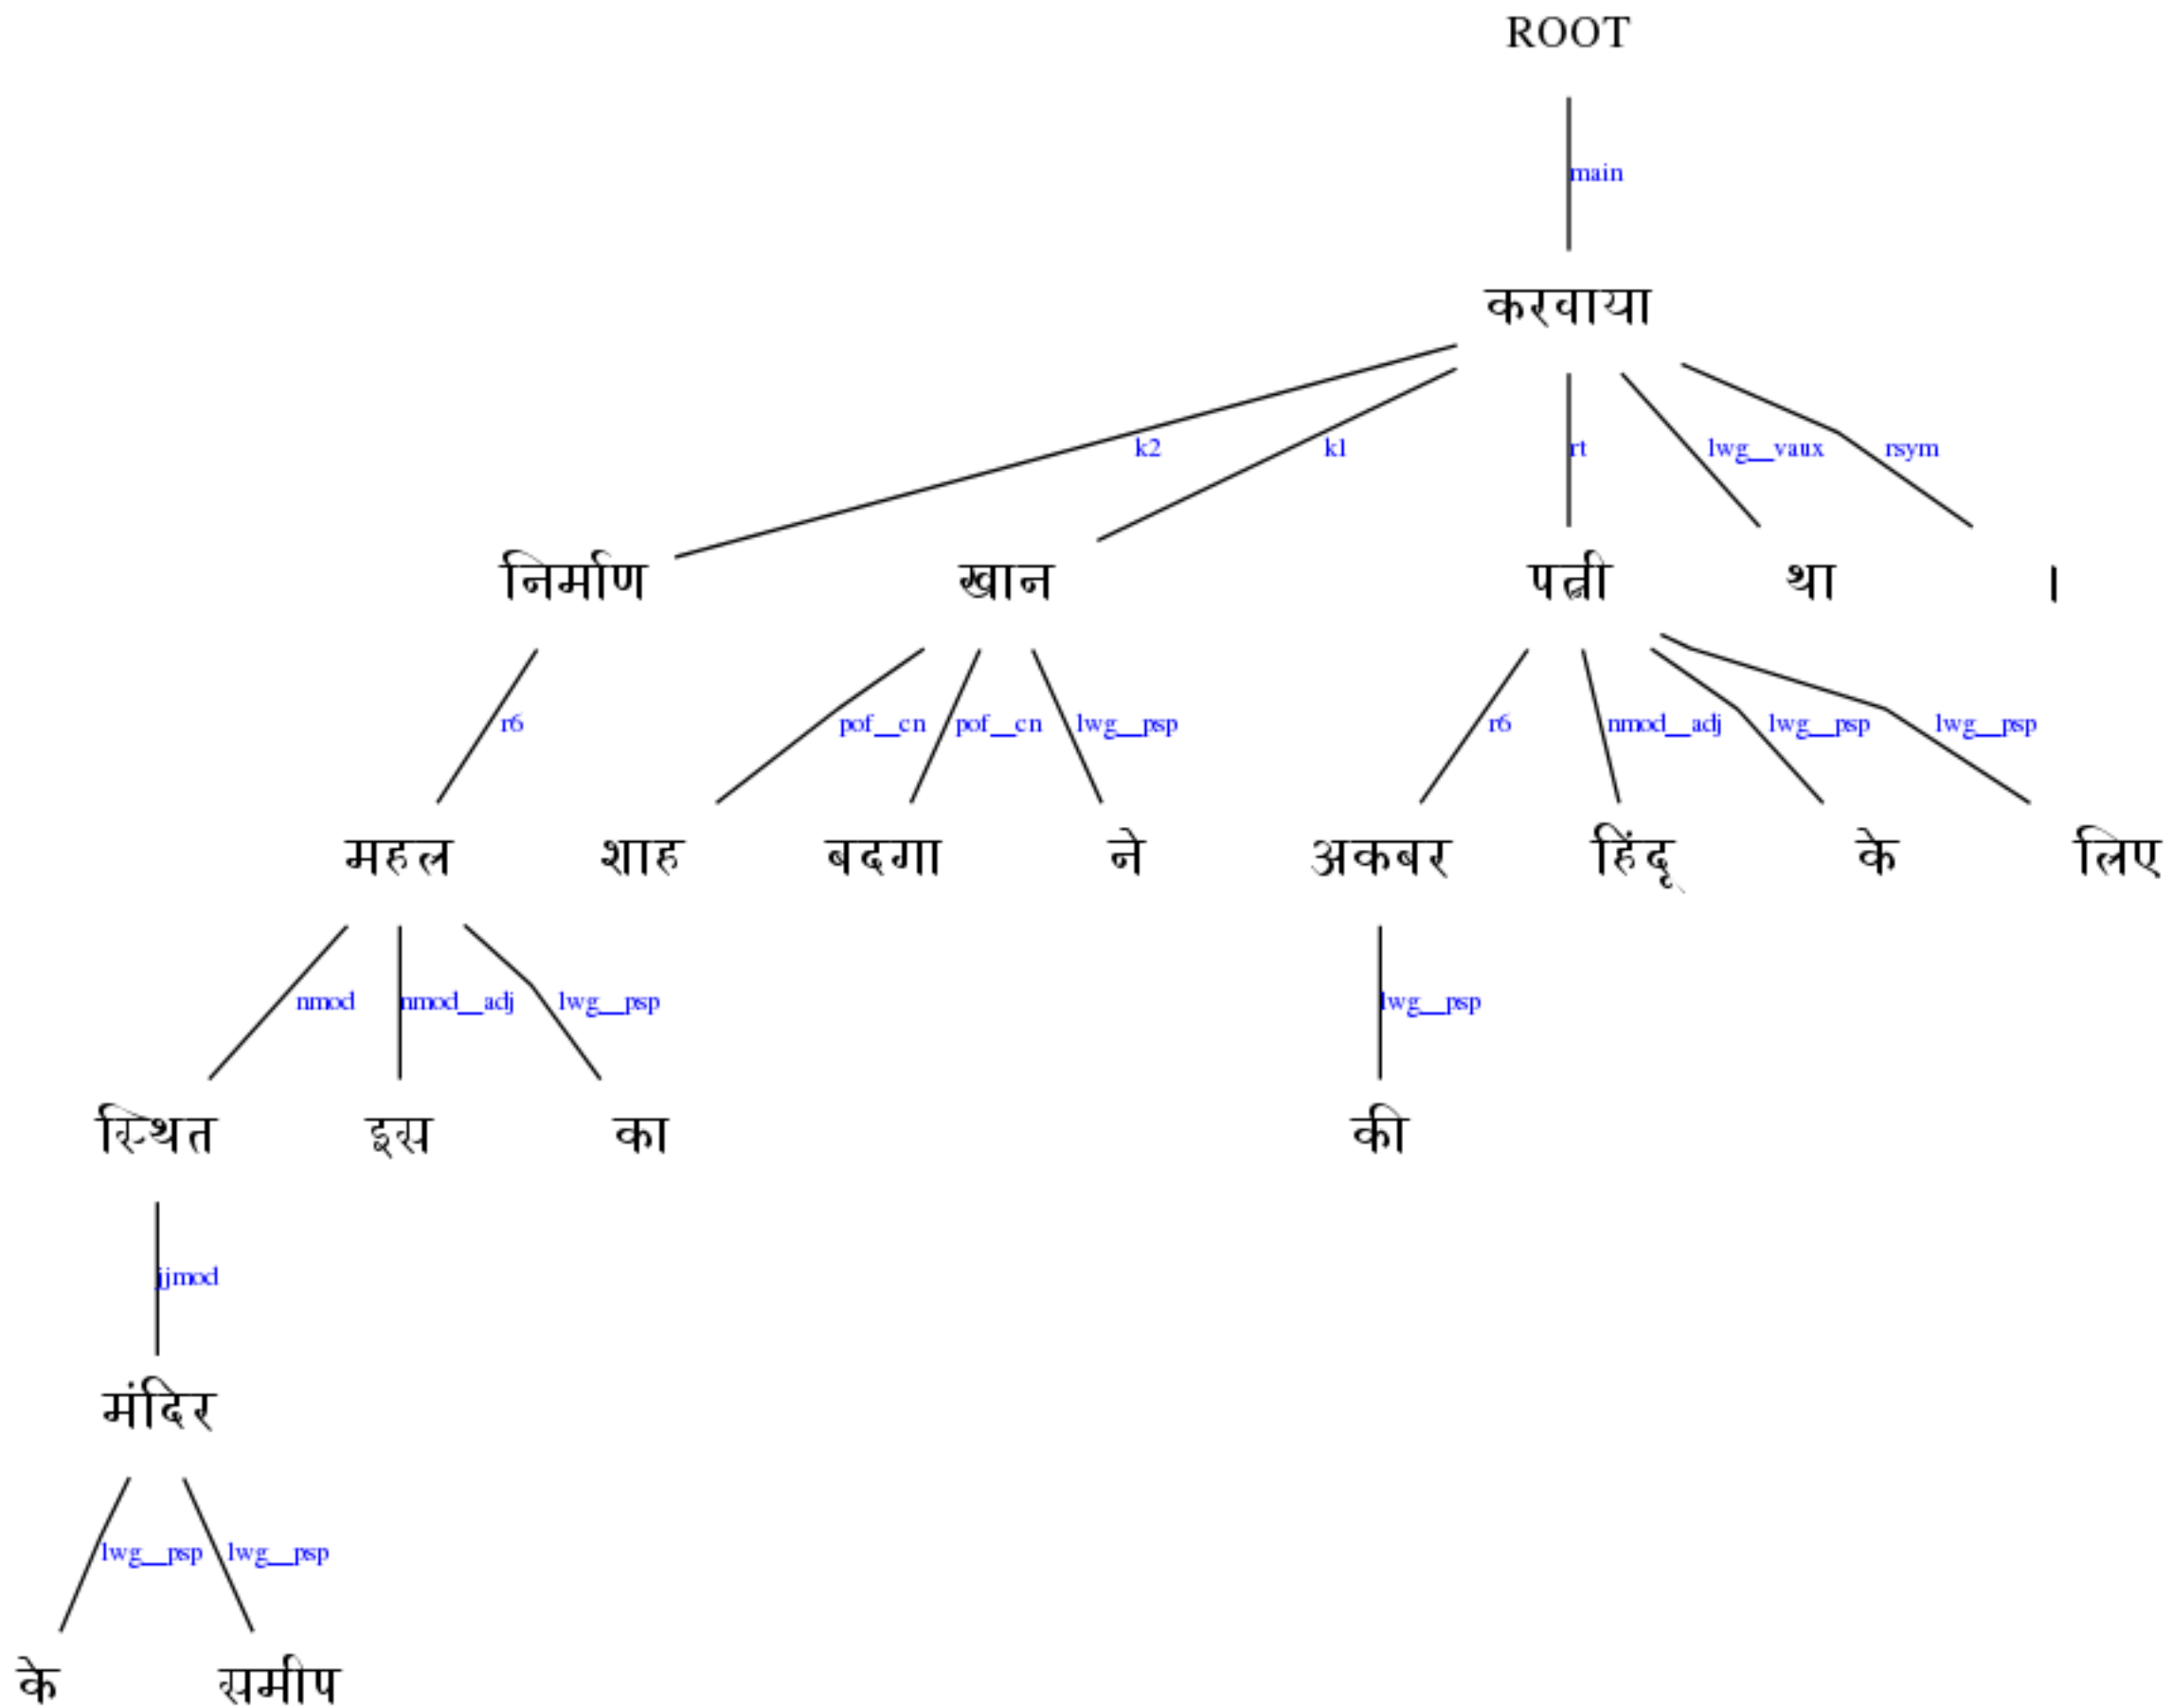 ROOT
main
करवाया
k2 k1 rt lwg__vaux rsym
निर्माण खान पत्नी था ।
r6 pof__cn pof__cn lwg__psp r6 nmod__adj lwg__psp lwg__psp
महल शाह बदगा ने अकबर हिंदू के लिए
nmod nmod__adj lwg__psp lwg__psp
स्थित इस का की
jjmod
मंदिर
lwg__psp lwg__psp
के समीप